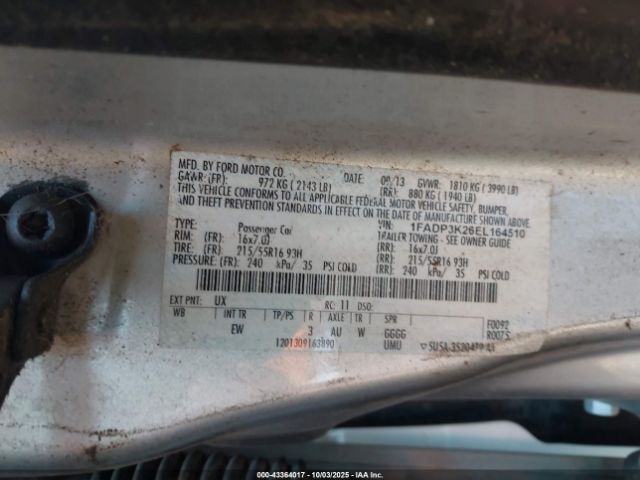 MFD. BY FORD MOTOR CO.
DATE: 09/13 GVWR: 1810 KG (3990 LB)
GAWR: (FR): 972 KG (2143 LB) (RR): 880 KG (1940 LB)
THIS VEHICLE CONFORMS TO ALL APPLICABLE FEDERAL MOTOR VEHICLE SAFETY, BUMPER,
AND THEFT PREVENTION STANDARDS IN EFFECT ON THE DATE OF MANUFACTURE SHOWN ABOVE.
VIN: 1FADP3K26EL164510
TYPE: Passenger Car TRAILER TOWING - SEE OWNER GUIDE
RIM: (FR): 16x7.0J (RR): 16x7.0J
TIRE: (FR): 215/55R16 93H (RR): 215/55R16 93H
PRESSURE: (FR): 240 kPa/ 35 PSI COLD (RR): 240 kPa/ 35 PSI COLD
EXT PNT: UX RC: 11 DSO:
WB INT TR TP/PS R AXLE TR SPR
EW 3 AU W GGGG F0092
1201309163890 UMU R0075
000-43364017 - 10/03/2025 - IAA Inc.